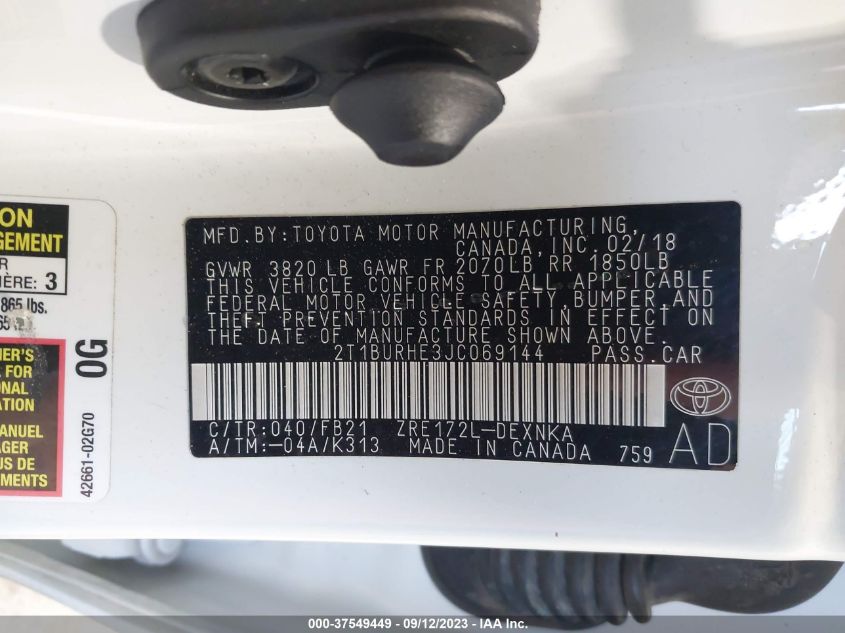 MFD.BY:TOYOTA MOTOR MANUFACTURING,
CANADA, INC. 02/18
GVWR 3820 LB GAWR FR 2070LB RR 1850LB
THIS VEHICLE CONFORMS TO ALL APPLICABLE
FEDERAL MOTOR VEHICLE SAFETY, BUMPER, AND
THEFT PREVENTION STANDARDS IN EFFECT ON
THE DATE OF MANUFACTURE SHOWN ABOVE.
2T1BURHE3JC069144 PASS.CAR
C/TR:040/FB21 ZRE172L-DEXNKA
A/TM:-04A/K313 MADE IN CANADA 759
AD
ON
GEMENT
R
IÈRE: 3
865 lbs.
NER'S
FOR
ONAL
ATION
ANUEL
AGER
US DE
EMENTS
0G
42661-02G70
000-37549449 - 09/12/2023 - IAA Inc.